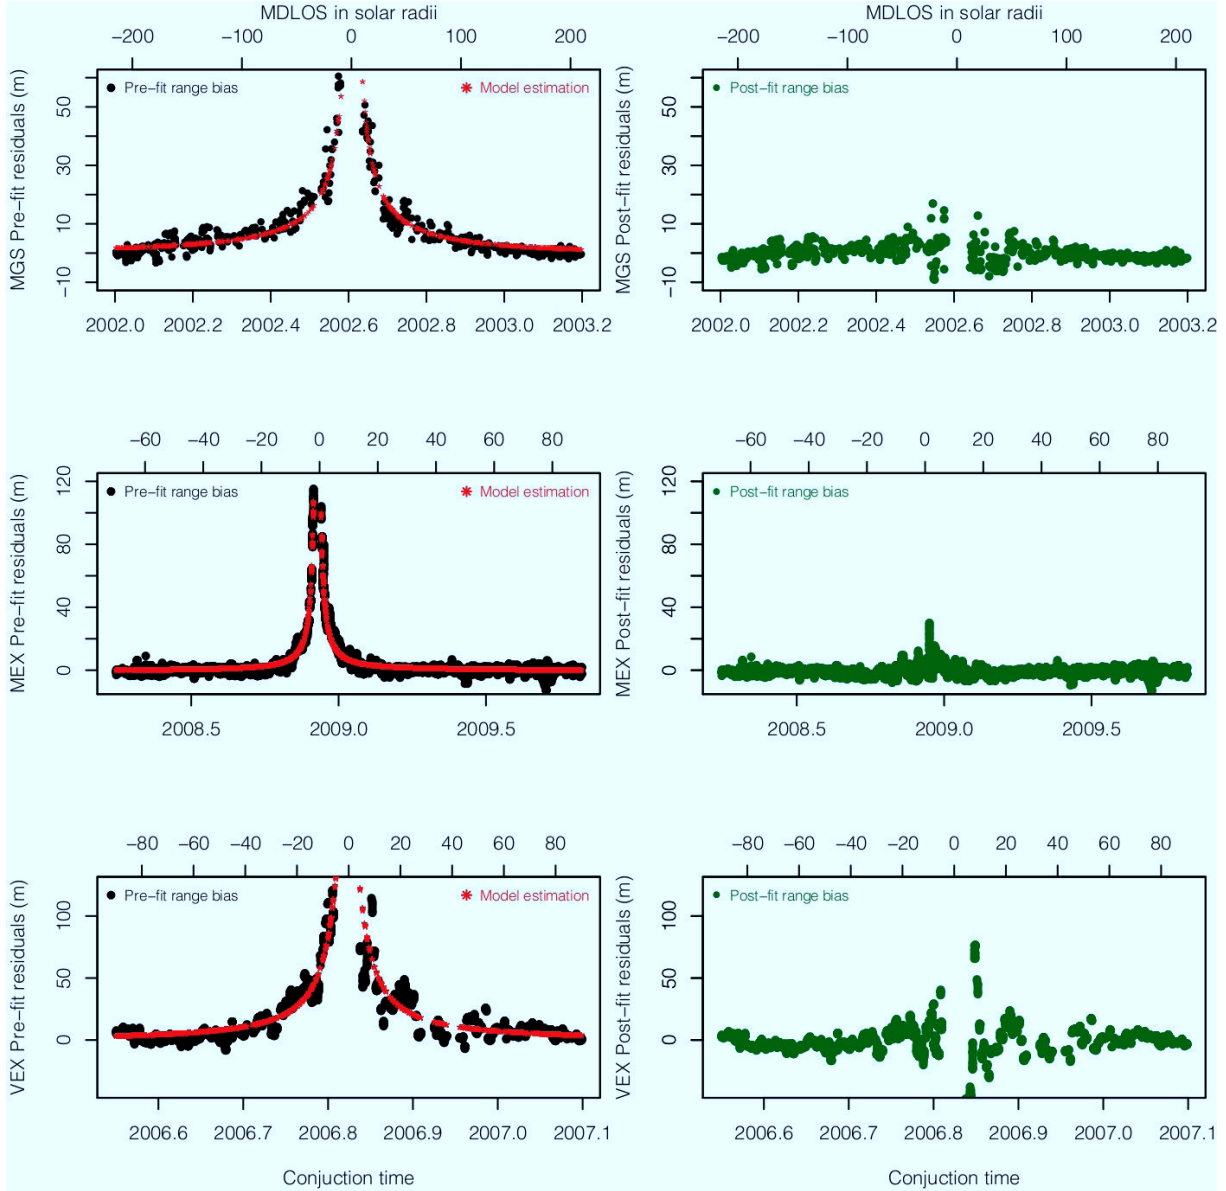 MDLOS in solar radii MDLOS in solar radii
−200 −100 0 100 200 −200 −100 0 100 200
MGS Pre−fit residuals (m)
−10 10 30 50
Pre−fit range bias Model estimation
2002.0 2002.2 2002.4 2002.6 2002.8 2003.0 2003.2
MGS Post−fit residuals (m)
−10 10 30 50
Post−fit range bias
2002.0 2002.2 2002.4 2002.6 2002.8 2003.0 2003.2
−60 −40 −20 0 20 40 60 80 −60 −40 −20 0 20 40 60 80
MEX Pre−fit residuals (m)
0 40 80 120
Pre−fit range bias Model estimation
2008.5 2009.0 2009.5
MEX Post−fit residuals (m)
0 40 80 120
Post−fit range bias
2008.5 2009.0 2009.5
−80 −60 −40 −20 0 20 40 60 80 −80 −60 −40 −20 0 20 40 60 80
VEX Pre−fit residuals (m)
0 50 100
Pre−fit range bias Model estimation
2006.6 2006.7 2006.8 2006.9 2007.0 2007.1
Conjuction time
VEX Post−fit residuals (m)
0 50 100
Post−fit range bias
2006.6 2006.7 2006.8 2006.9 2007.0 2007.1
Conjuction time